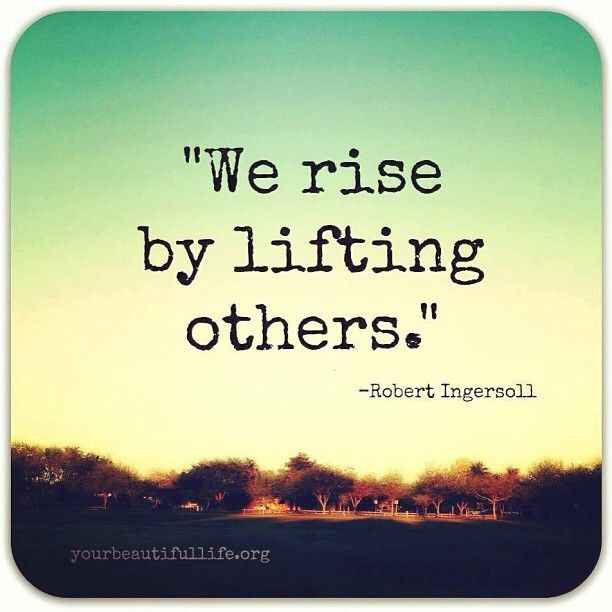 "We rise
by lifting
others."
-Robert Ingersoll
yourbeautifullife.org